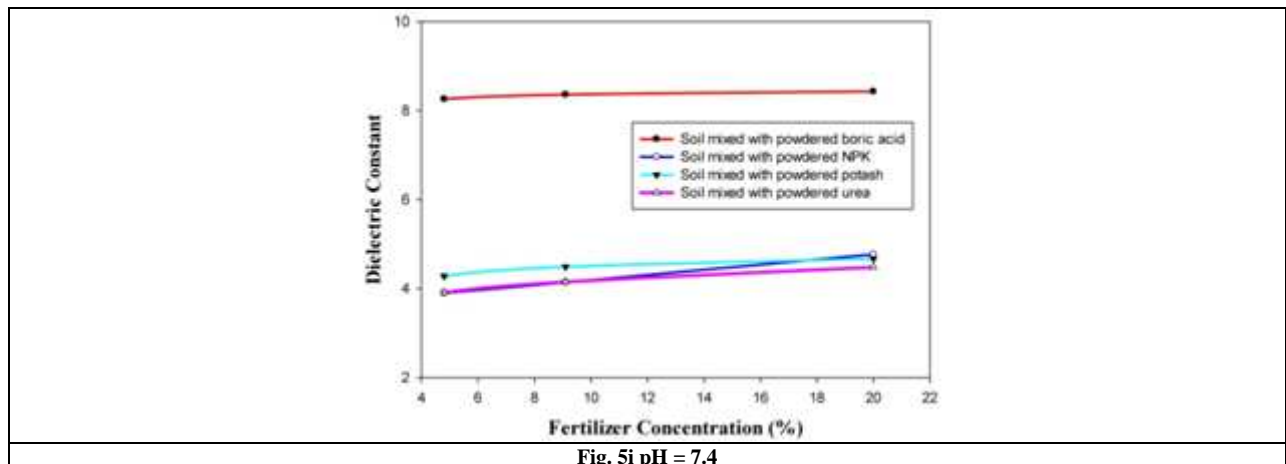 10
8
6
4
2
Dielectric Constant
Soil mixed with powdered boric acid
Soil mixed with powdered NPK
Soil mixed with powdered potash
Soil mixed with powdered urea
4 6 8 10 12 14 16 18 20 22
Fertilizer Concentration (%)
Fig. 5i pH = 7.4